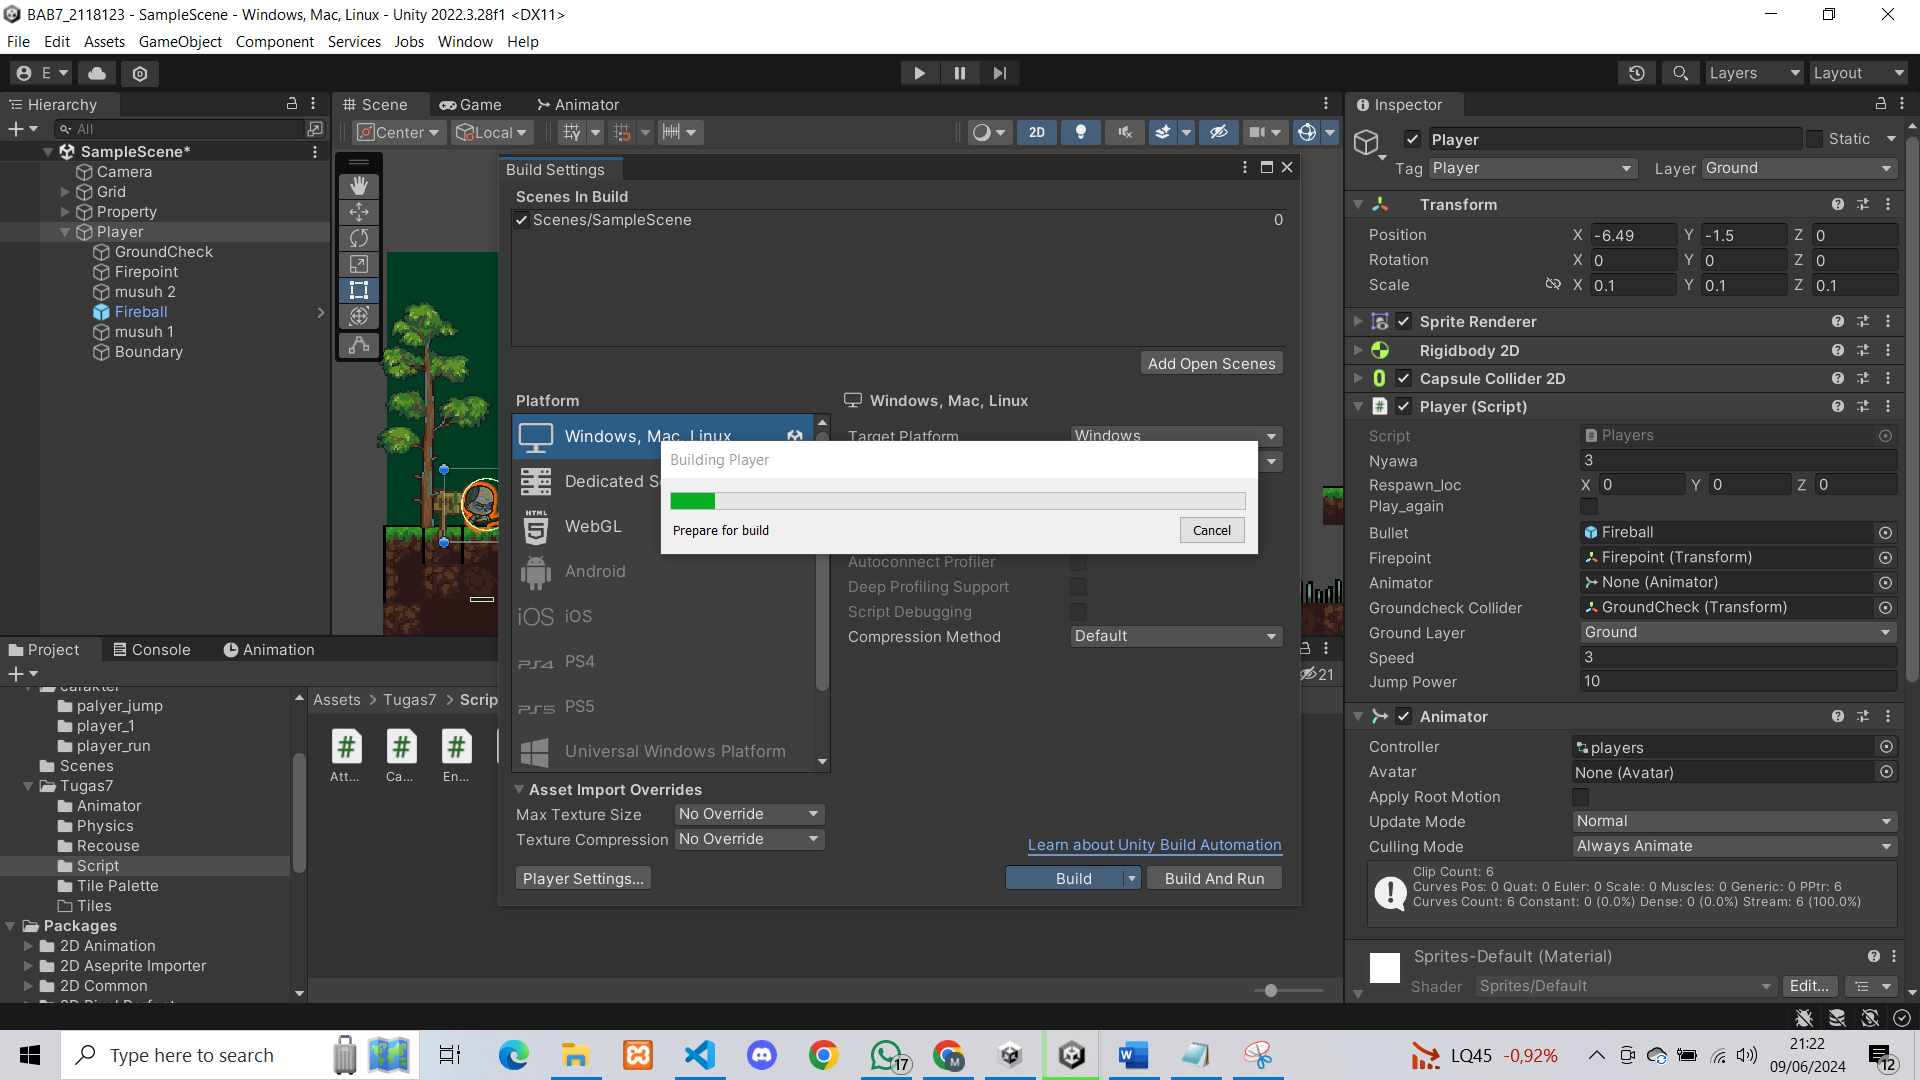 BAB7_2118123 - SampleScene - Windows, Mac, Linux - Unity 2022.3.28f1 <DX11>
File Edit Assets GameObject Component Services Jobs Window Help
E
Layers
Layout
Hierarchy
All
SampleScene*
Camera
Grid
Property
Player
GroundCheck
Firepoint
musuh 2
Fireball
musuh 1
Boundary
Scene
Game
Animator
Center
Local
2D
Build Settings
Scenes In Build
Scenes/SampleScene 0
Add Open Scenes
Platform
Windows, Mac, Linux
Dedicated S
HTML
WebGL
Android
iOS iOS
PS4 PS4
PS5 PS5
Universal Windows Platform
Windows, Mac, Linux
Target Platform Windows
Building Player
Prepare for build
Cancel
Autoconnect Profiler
Deep Profiling Support
Script Debugging
Compression Method Default
Asset Import Overrides
Max Texture Size No Override
Texture Compression No Override
Learn about Unity Build Automation
Player Settings...
Build
Build And Run
Project
Console
Animation
21
palyer_jump
player_1
player_run
Scenes
Tugas7
Animator
Physics
Recouse
Script
Tile Palette
Tiles
Packages
2D Animation
2D Aseprite Importer
2D Common
Assets > Tugas7 > Scrip
Att... Ca... En...
Inspector
Player
Static
Tag Player Layer Ground
Transform
Position X -6.49 Y -1.5 Z 0
Rotation X 0 Y 0 Z 0
Scale X 0.1 Y 0.1 Z 0.1
Sprite Renderer
Rigidbody 2D
Capsule Collider 2D
Player (Script)
Script Players
Nyawa 3
Respawn_loc X 0 Y 0 Z 0
Play_again
Bullet Fireball
Firepoint Firepoint (Transform)
Animator None (Animator)
Groundcheck Collider GroundCheck (Transform)
Ground Layer Ground
Speed 3
Jump Power 10
Animator
Controller players
Avatar None (Avatar)
Apply Root Motion
Update Mode Normal
Culling Mode Always Animate
Clip Count: 6
Curves Pos: 0 Quat: 0 Euler: 0 Scale: 0 Muscles: 0 Generic: 0 PPtr: 6
Curves Count: 6 Constant: 0 (0.0%) Dense: 0 (0.0%) Stream: 6 (100.0%)
Sprites-Default (Material)
Shader Sprites/Default Edit...
Type here to search
17
M
LQ45 -0,92%
21:22
09/06/2024
12